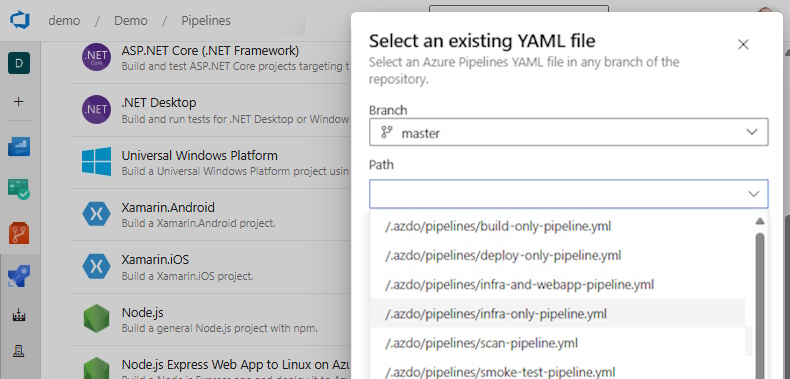 demo / Demo / Pipelines
D
.NET Core
ASP.NET Core (.NET Framework)
Build and test ASP.NET Core projects targeting t
.NET
.NET Desktop
Build and run tests for .NET Desktop or Window
Universal Windows Platform
Build a Universal Windows Platform project usin
Xamarin.Android
Build a Xamarin.Android project.
Xamarin.iOS
Build a Xamarin.iOS project.
Node.js
Build a general Node.js project with npm.
Node.js Express Web App to Linux on Azu
Select an existing YAML file
Select an Azure Pipelines YAML file in any branch of the
repository.
Branch
master
Path
/.azdo/pipelines/build-only-pipeline.yml
/.azdo/pipelines/deploy-only-pipeline.yml
/.azdo/pipelines/infra-and-webapp-pipeline.yml
/.azdo/pipelines/infra-only-pipeline.yml
/.azdo/pipelines/scan-pipeline.yml
/.azdo/pipelines/smoke-test-pipeline.yml